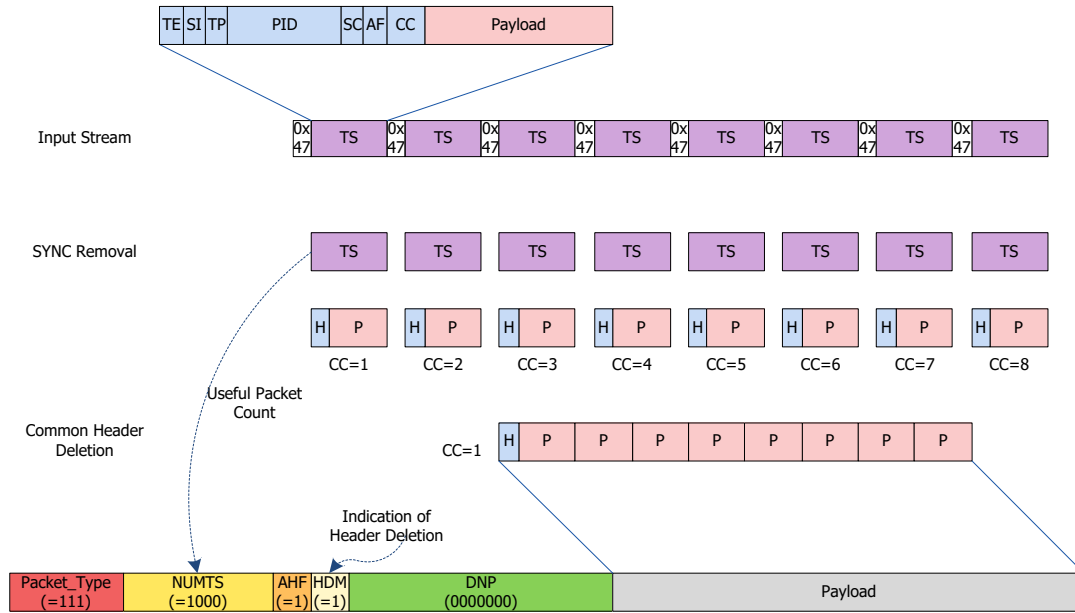 TE SI TP PID SC AF CC Payload
Input Stream
0x 47 TS 0x 47 TS 0x 47 TS 0x 47 TS 0x 47 TS 0x 47 TS 0x 47 TS 0x 47 TS
SYNC Removal
TS TS TS TS TS TS TS TS
H P H P H P H P H P H P H P H P
CC=1 CC=2 CC=3 CC=4 CC=5 CC=6 CC=7 CC=8
Useful Packet
Count
Common Header
Deletion
CC=1
H P P P P P P P P
Indication of
Header Deletion
Packet_Type NUMTS AHF HDM DNP Payload
(=111) (=1000) (=1) (=1) (0000000)